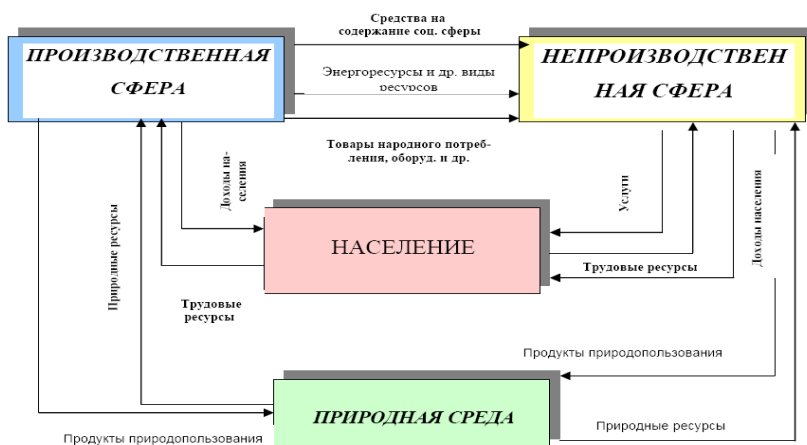 Средства на
содержание соц. сферы
ПРОИЗВОДСТВЕННАЯ
СФЕРА
НЕПРОИЗВОДСТВЕН
НАЯ СФЕРА
Энергоресурсы и др. виды
ресурсов
Товары народного потреб-
ления, оборуд. и др.
Доходы на-
селения
Услуги
Доходы населения
Природные ресурсы
НАСЕЛЕНИЕ
Трудовые ресурсы
Трудовые
ресурсы
Продукты природопользования
ПРИРОДНАЯ СРЕДА
Природные ресурсы
Продукты природопользования